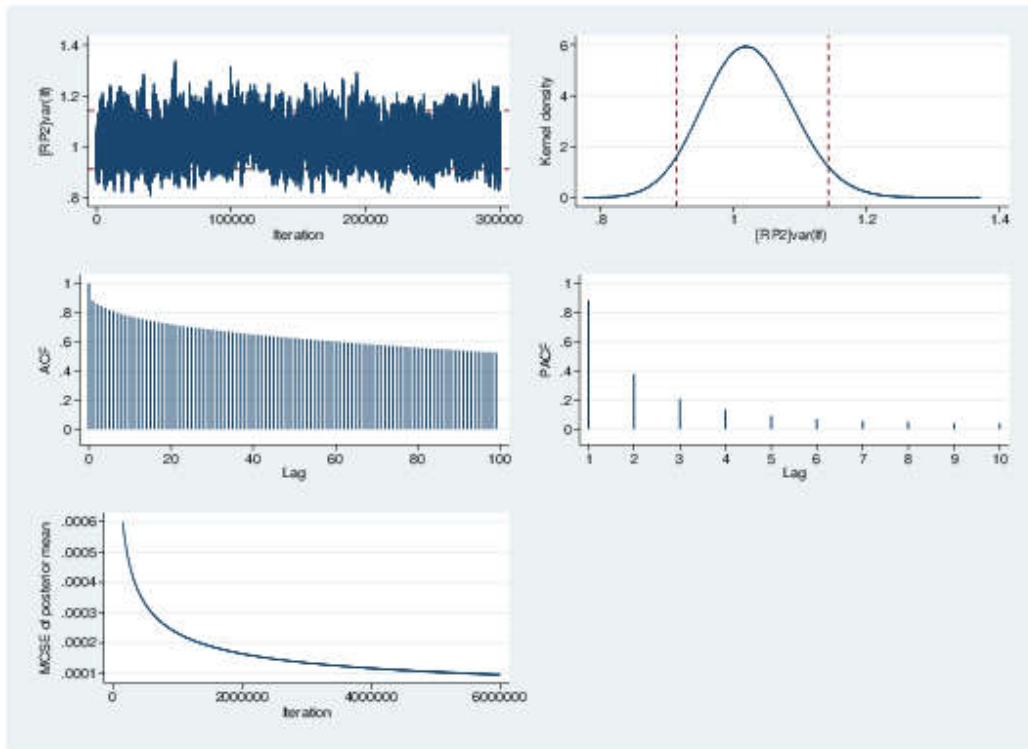 1.4
1.2
1
.8
[RP2]var(lf)
0 100000 200000 300000
Iteration
6
4
2
0
Kernel density
.8 1 1.2 1.4
[RP2]var(lf)
1
.8
.6
.4
.2
0
ACF
0 20 40 60 80 100
Lag
1
.8
.6
.4
.2
0
PACF
1 2 3 4 5 6 7 8 9 10
Lag
.0006
.0005
.0004
.0003
.0002
.0001
MCSE of posterior mean
0 2000000 4000000 6000000
Iteration